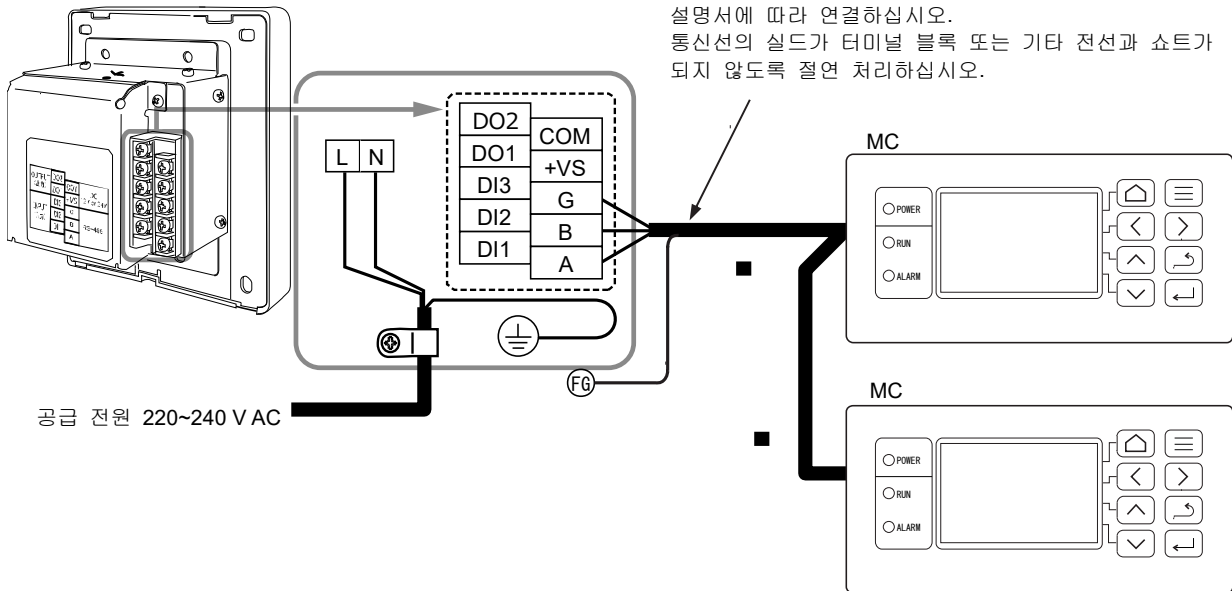 설명서에 따라 연결하십시오.
통신선의 실드가 터미널 블록 또는 기타 전선과 쇼트가
되지 않도록 절연 처리하십시오.
DO2
COM
DO1
+VS
DI3
G
DI2
B
DI1
A
L N
MC
POWER
RUN
ALARM
FG
공급 전원 220~240 V AC
MC
POWER
RUN
ALARM